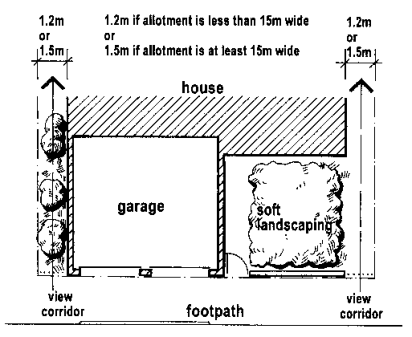 1.2m
or
1.5m
1.2m if allotment is less than 15m wide
or
1.5m if allotment is at least 15m wide
1.2m
or
1.5m
house
garage
soft
landscaping
view
corridor
footpath
view
corridor